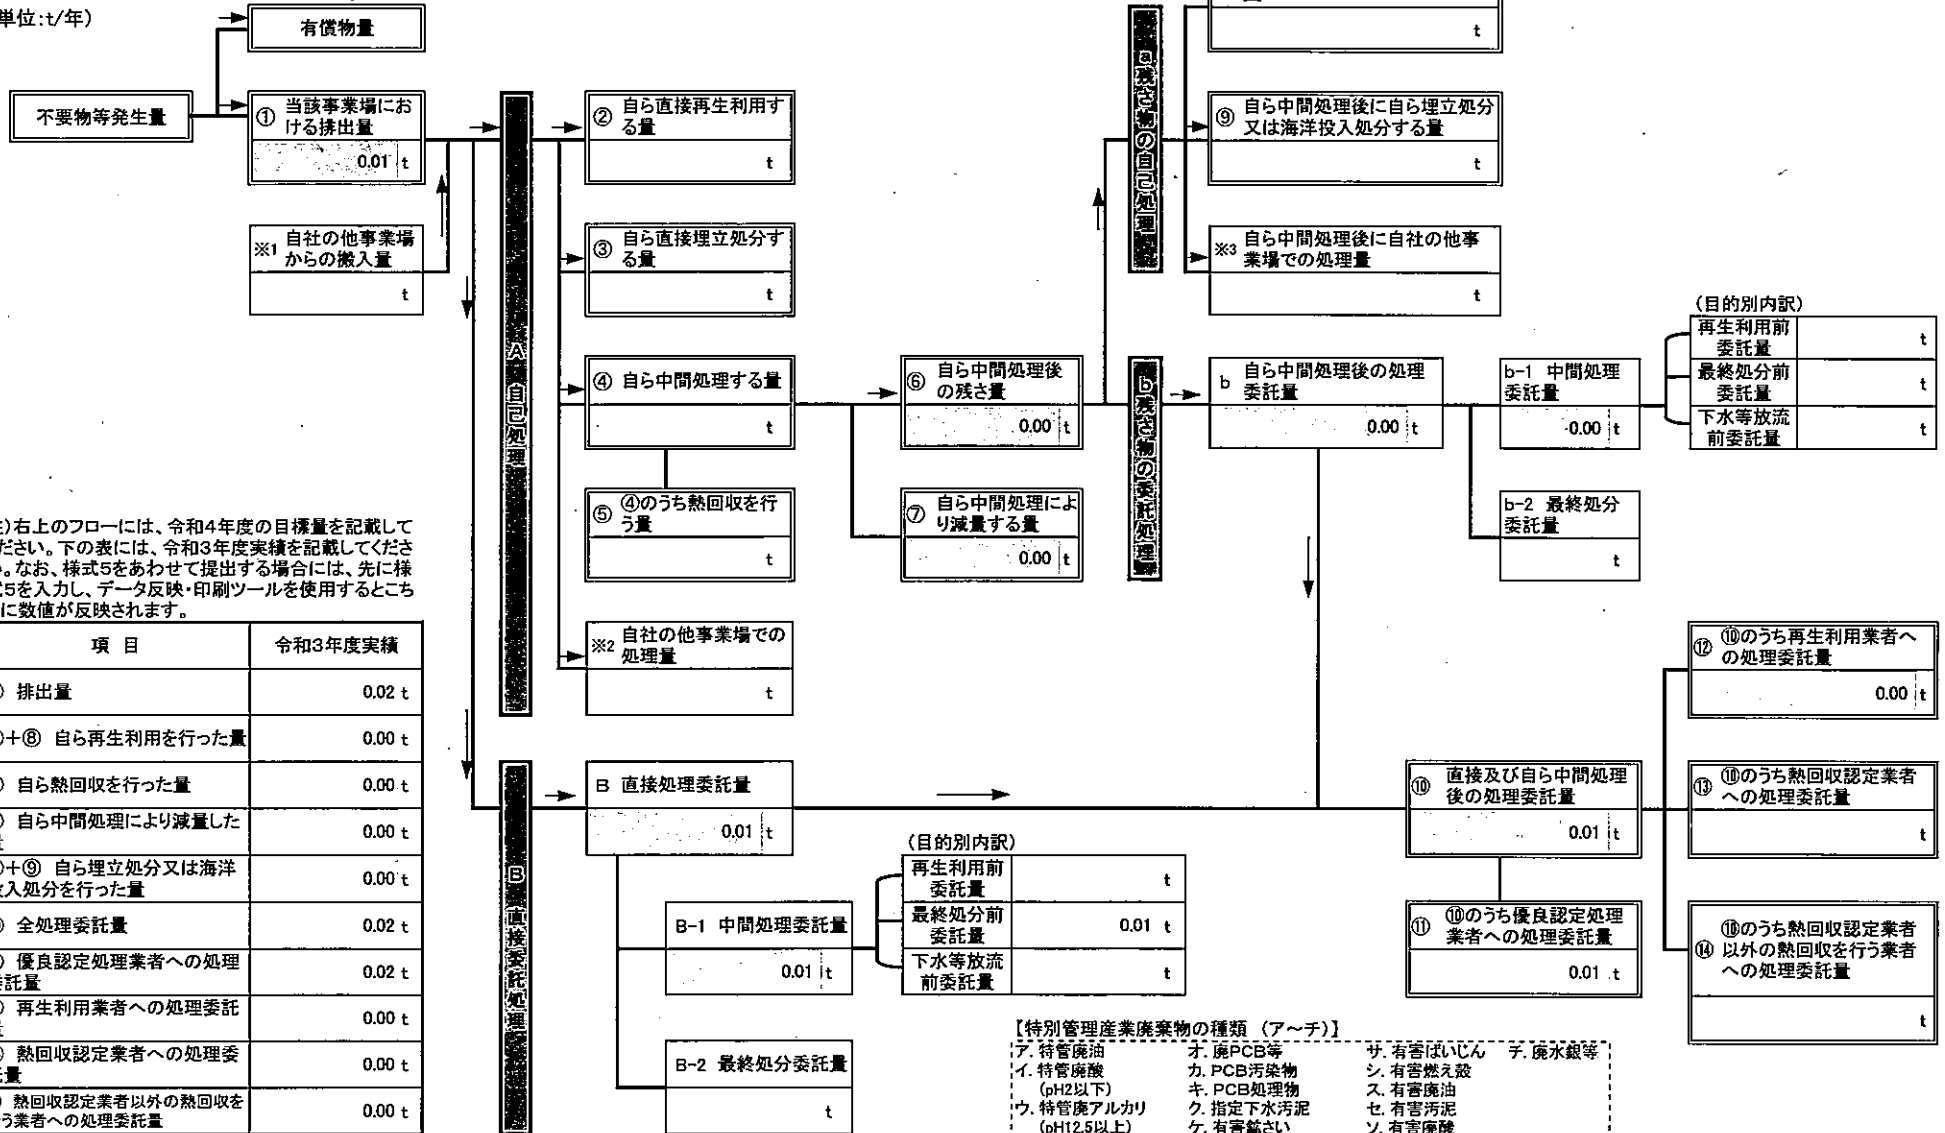 単位:t/年)
有償物量
不要物等発生量
① 当該事業場にお
ける排出量
0.01 t
※1 自社の他事業場
からの搬入量
t
A
自己処理
② 自ら直接再生利用す
る量
t
③ 自ら直接埋立処分す
る量
t
④ 自ら中間処理する量
t
⑤ ④のうち熱回収を行
う量
t
※2 自社の他事業場での
処理量
t
⑥ 自ら中間処理後
の残さ量
0.00 t
⑦ 自ら中間処理によ
り減量する量
0.00 t
a残さ物の自己処理
t
⑨ 自ら中間処理後に自ら埋立処分
又は海洋投入処分する量
t
※3 自ら中間処理後に自社の他事
業場での処理量
t
b残さ物の委託処理
b 自ら中間処理後の処理
委託量
0.00 t
b-1 中間処理
委託量
0.00 t
b-2 最終処分
委託量
t
(目的別内訳)
再生利用前
委託量
t
最終処分前
委託量
t
下水等放流
前委託量
t
)右上のフローには、令和4年度の目標量を記載して
ださい。下の表には、令和3年度実績を記載してくださ
。なお、様式5をあわせて提出する場合には、先に様
式5を入力し、データ反映・印刷ツールを使用するとこち
に数値が反映されます。
項 目 令和3年度実績
) 排出量 0.02 t
)+⑧ 自ら再生利用を行った量 0.00 t
) 自ら熱回収を行った量 0.00 t
) 自ら中間処理により減量した
量 0.00 t
)+⑨ 自ら埋立処分又は海洋
投入処分を行った量 0.00 t
) 全処理委託量 0.02 t
) 優良認定処理業者への処理
委託量 0.02 t
) 再生利用業者への処理委託
量 0.00 t
) 熱回収認定業者への処理委
託量 0.00 t
) 熱回収認定業者以外の熱回収を
行う業者への処理委託量 0.00 t
B
直接委託処理
B 直接処理委託量
0.01 t
B-1 中間処理委託量
0.01 t
B-2 最終処分委託量
t
(目的別内訳)
再生利用前
委託量
t
最終処分前
委託量
0.01 t
下水等放流
前委託量
t
⑩ 直接及び自ら中間処理
後の処理委託量
0.01 t
⑪ ⑩のうち優良認定処理
業者への処理委託量
0.01 t
⑫ ⑩のうち再生利用業者へ
の処理委託量
0.00 t
⑬ ⑩のうち熱回収認定業者
への処理委託量
t
⑭ ⑩のうち熱回収認定業者
以外の熱回収を行う業者
への処理委託量
t
【特別管理産業廃棄物の種類 (ア～チ)】
ア. 特管廃油 オ. 廃PCB等 サ. 有害ばいじん チ. 廃水銀等
イ. 特管廃酸 カ. PCB汚染物 シ. 有害燃え殻
(pH2以下) キ. PCB処理物 ス. 有害廃油
ウ. 特管廃アルカリ ク. 指定下水汚泥 セ. 有害汚泥
(pH12.5以上) ケ. 有害鉱さい ソ. 有害廃酸